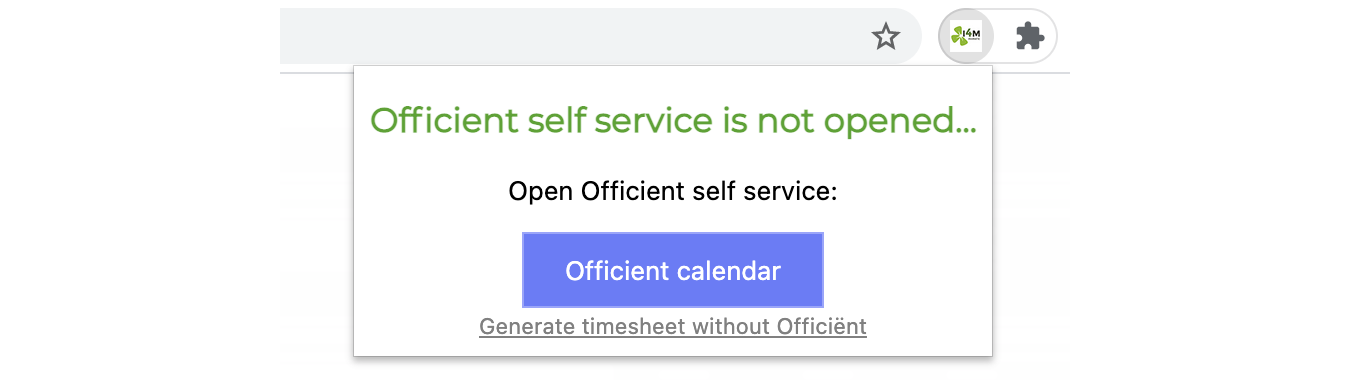 I4M
Officient self service is not opened...
Open Officient self service:
Officient calendar
Generate timesheet without Officiënt